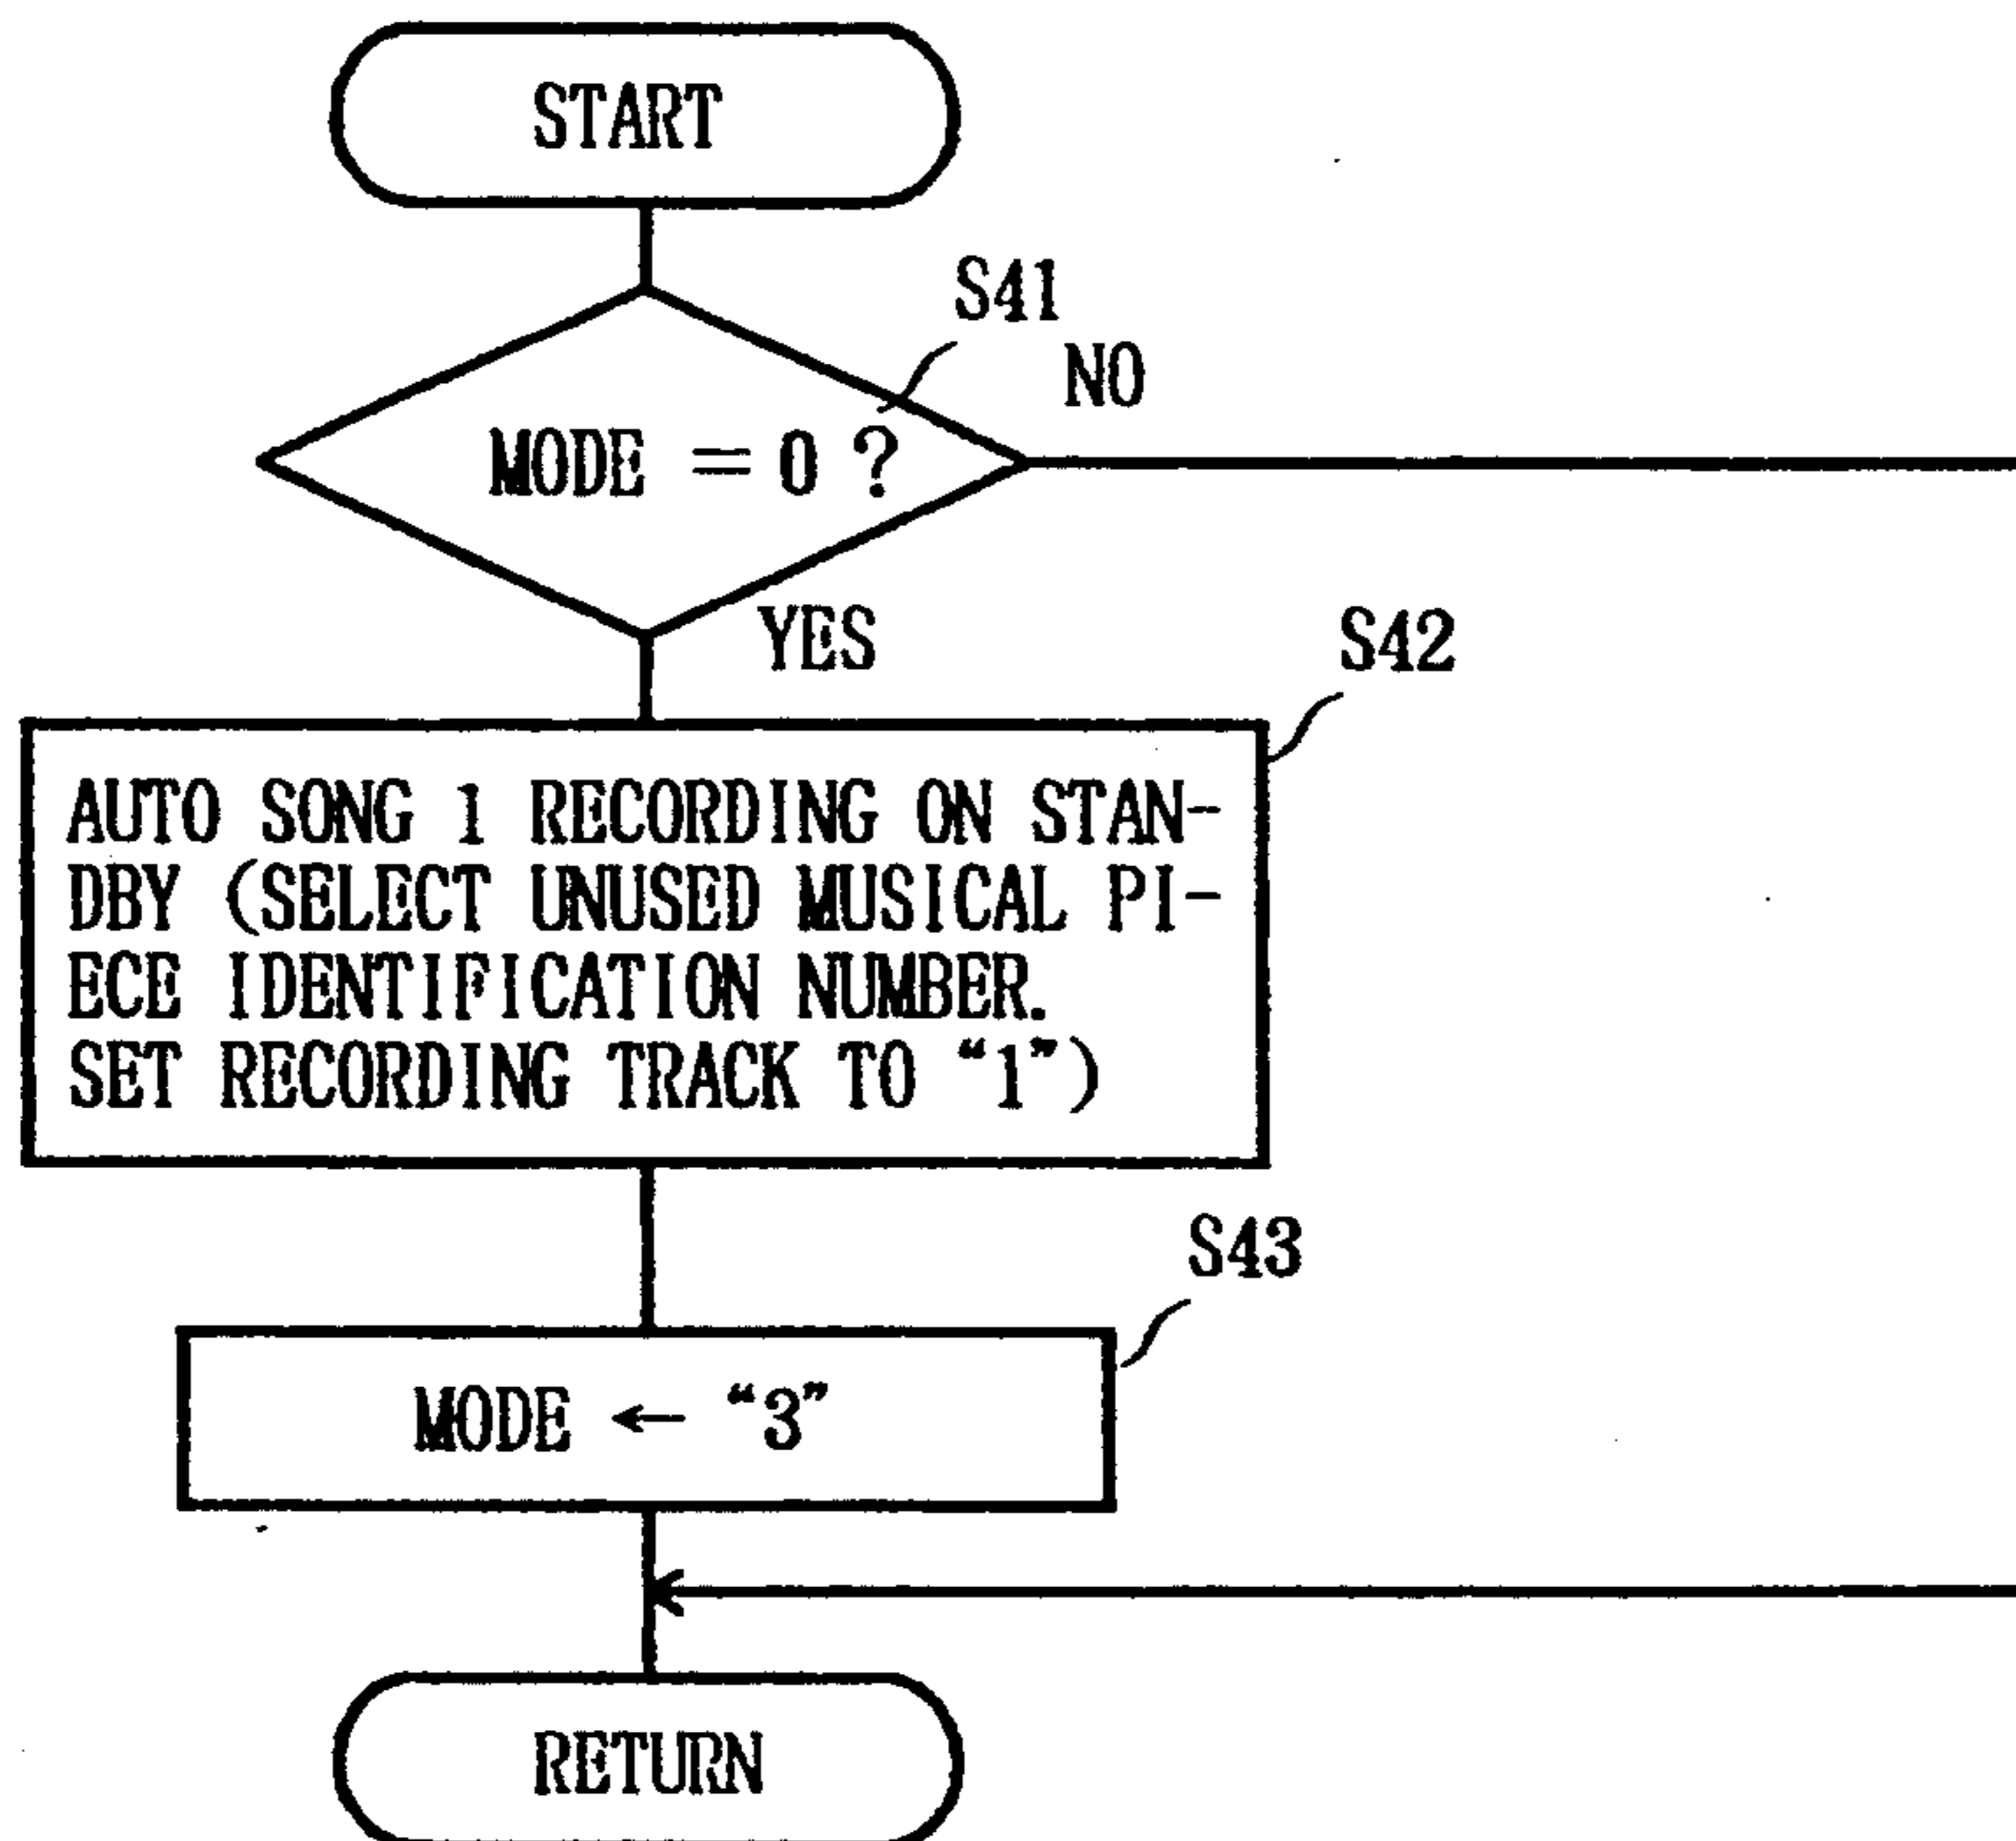 START
S41
NO
MODE = 0 ?
YES
S42
AUTO SONG 1 RECORDING ON STAN-
DBY (SELECT UNUSED MUSICAL PI-
ECE IDENTIFICATION NUMBER.
SET RECORDING TRACK TO “1”)
S43
MODE ← “3”
RETURN